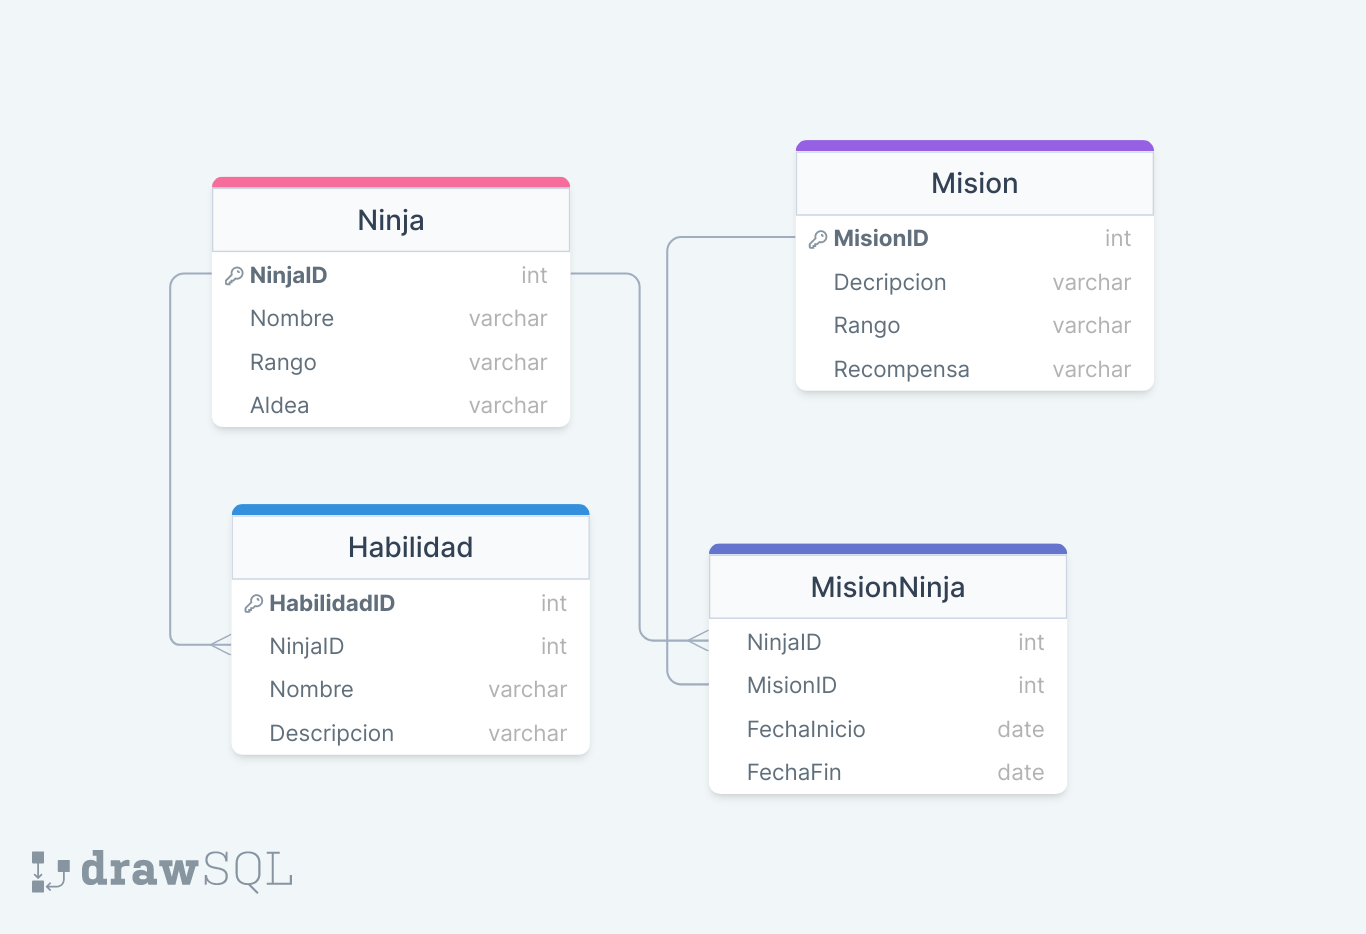 Ninja
NinjaID int
Nombre varchar
Rango varchar
Aldea varchar
Mision
MisionID int
Decripcion varchar
Rango varchar
Recompensa varchar
Habilidad
HabilidadID int
NinjaID int
Nombre varchar
Descripcion varchar
MisionNinja
NinjaID int
MisionID int
FechaInicio date
FechaFin date
drawSQL